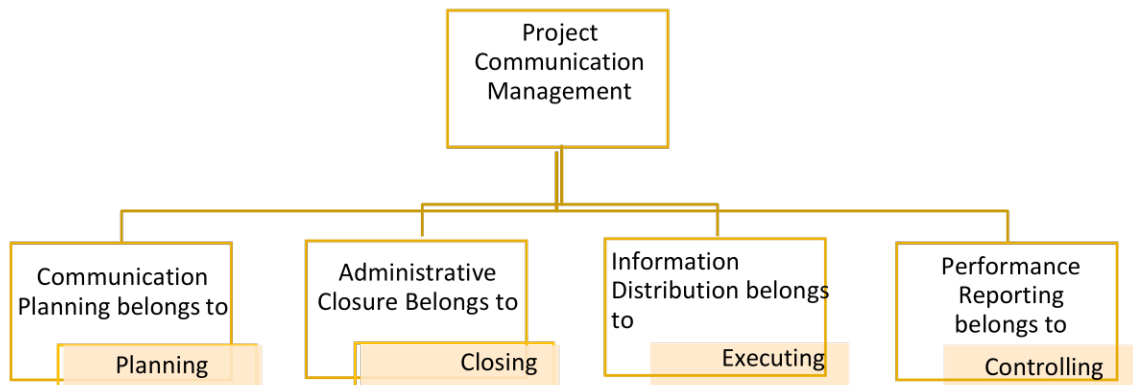 Project
Communication
Management
Communication
Planning belongs to
Planning
Administrative
Closure Belongs to
Closing
Information
Distribution belongs
to
Executing
Performance
Reporting
belongs to
Controlling